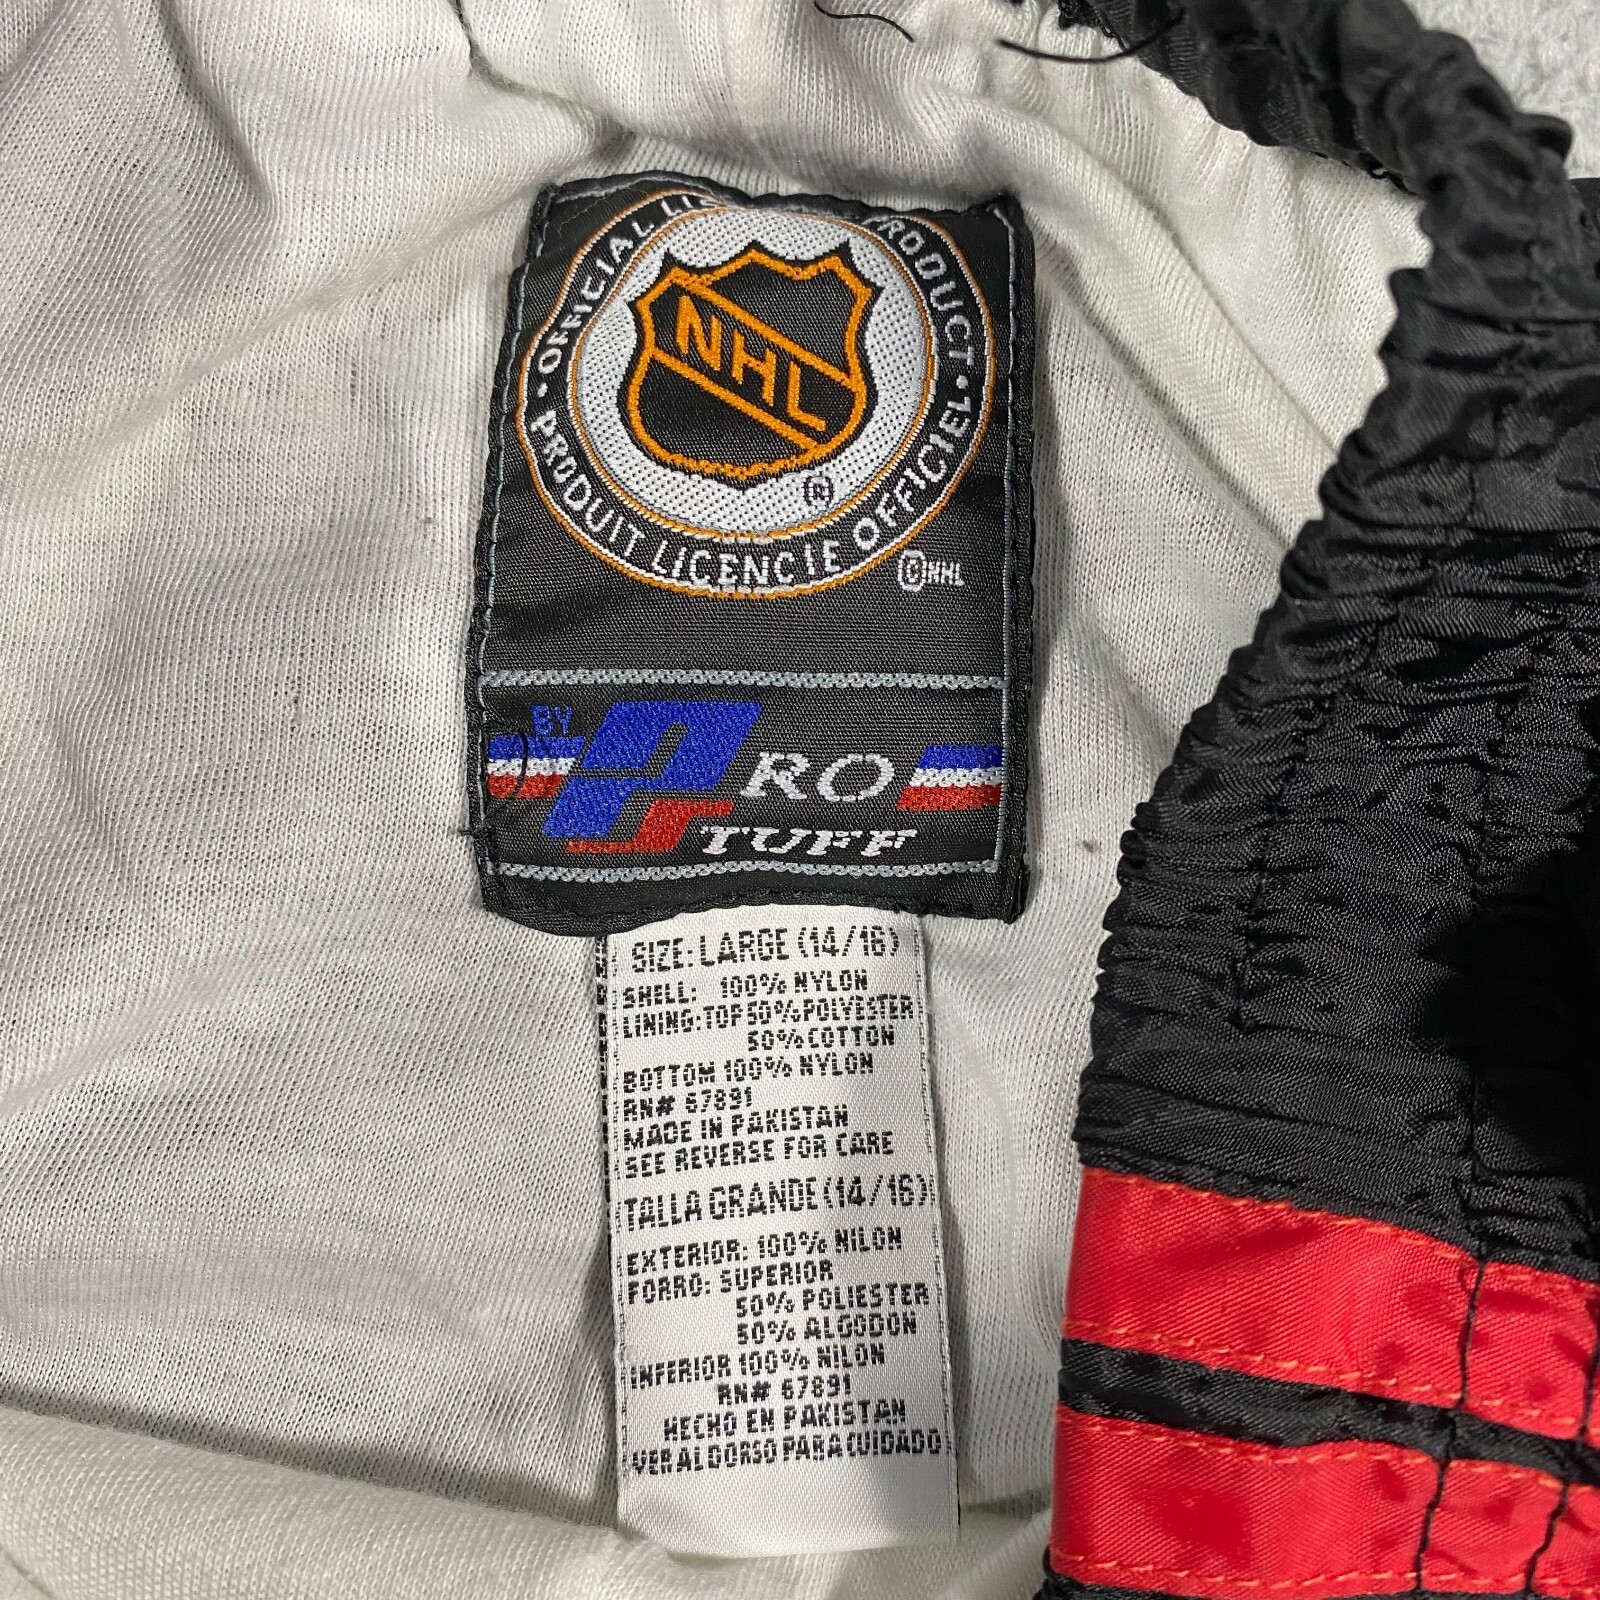 OFFICIAL PRODUCT
NHL
®
• PRODUIT LICENCIE OFFICIEL •
©NHL
BY
PS RO
TUFF
SIZE: LARGE (14/16)
SHELL: 100% NYLON
LINING: TOP 50% POLYESTER
50% COTTON
BOTTOM 100% NYLON
RN# 67891
MADE IN PAKISTAN
SEE REVERSE FOR CARE
TALLA GRANDE (14/16)
EXTERIOR: 100% NILON
FORRO: SUPERIOR
50% POLIESTER
50% ALGODON
INFERIOR 100% NILON
RN# 67891
HECHO EN PAKISTAN
VER AL DORSO PARA CUIDADO